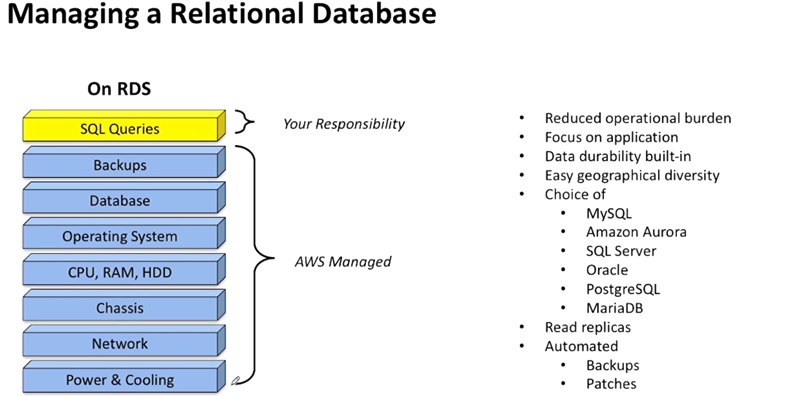 Managing a Relational Database
On RDS
SQL Queries
Your Responsibility
Backups
Database
Operating System
CPU, RAM, HDD
Chassis
Network
Power & Cooling
AWS Managed
• Reduced operational burden
• Focus on application
• Data durability built-in
• Easy geographical diversity
• Choice of
• MySQL
• Amazon Aurora
• SQL Server
• Oracle
• PostgreSQL
• MariaDB
• Read replicas
• Automated
• Backups
• Patches